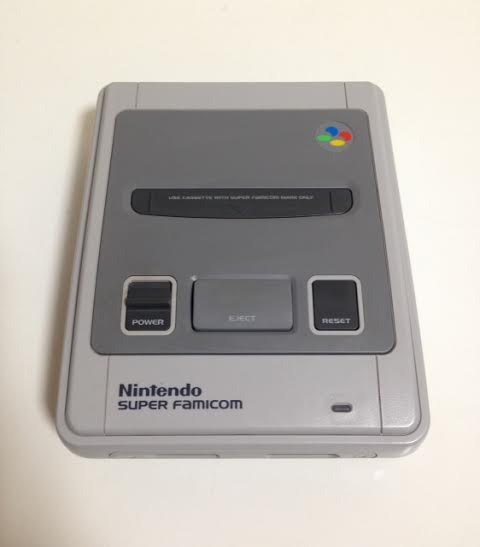 USE CASSETTE WITH SUPER FAMICOM MARK ONLY
POWER
EJECT
RESET
Nintendo
SUPER FAMICOM